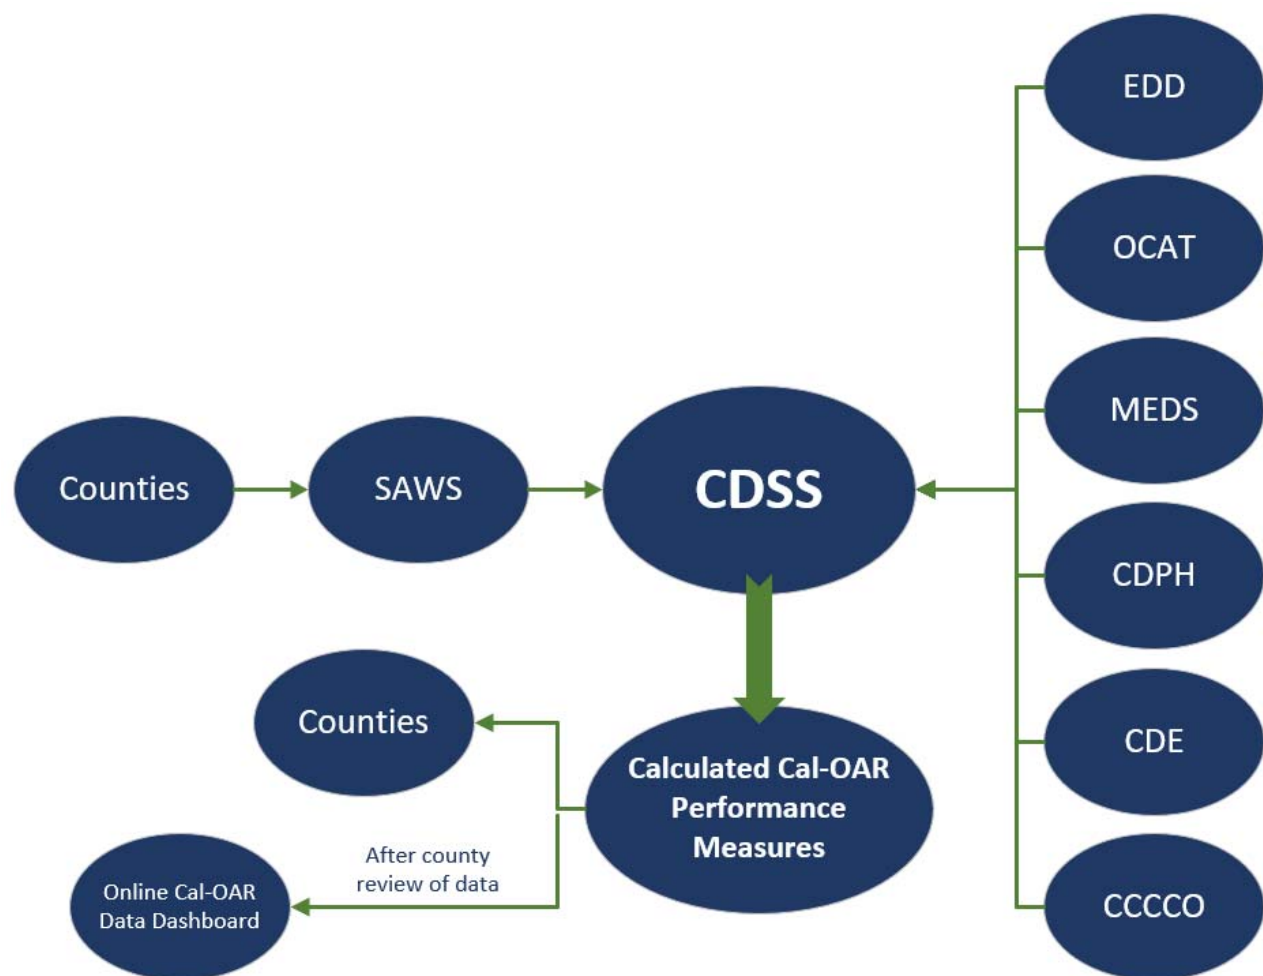 EDD
OCAT
MEDS
Counties
SAWS
CDSS
CDPH
Counties
Calculated Cal-OAR
Performance
Measures
CDE
After county
review of data
Online Cal-OAR
Data Dashboard
CCCCO